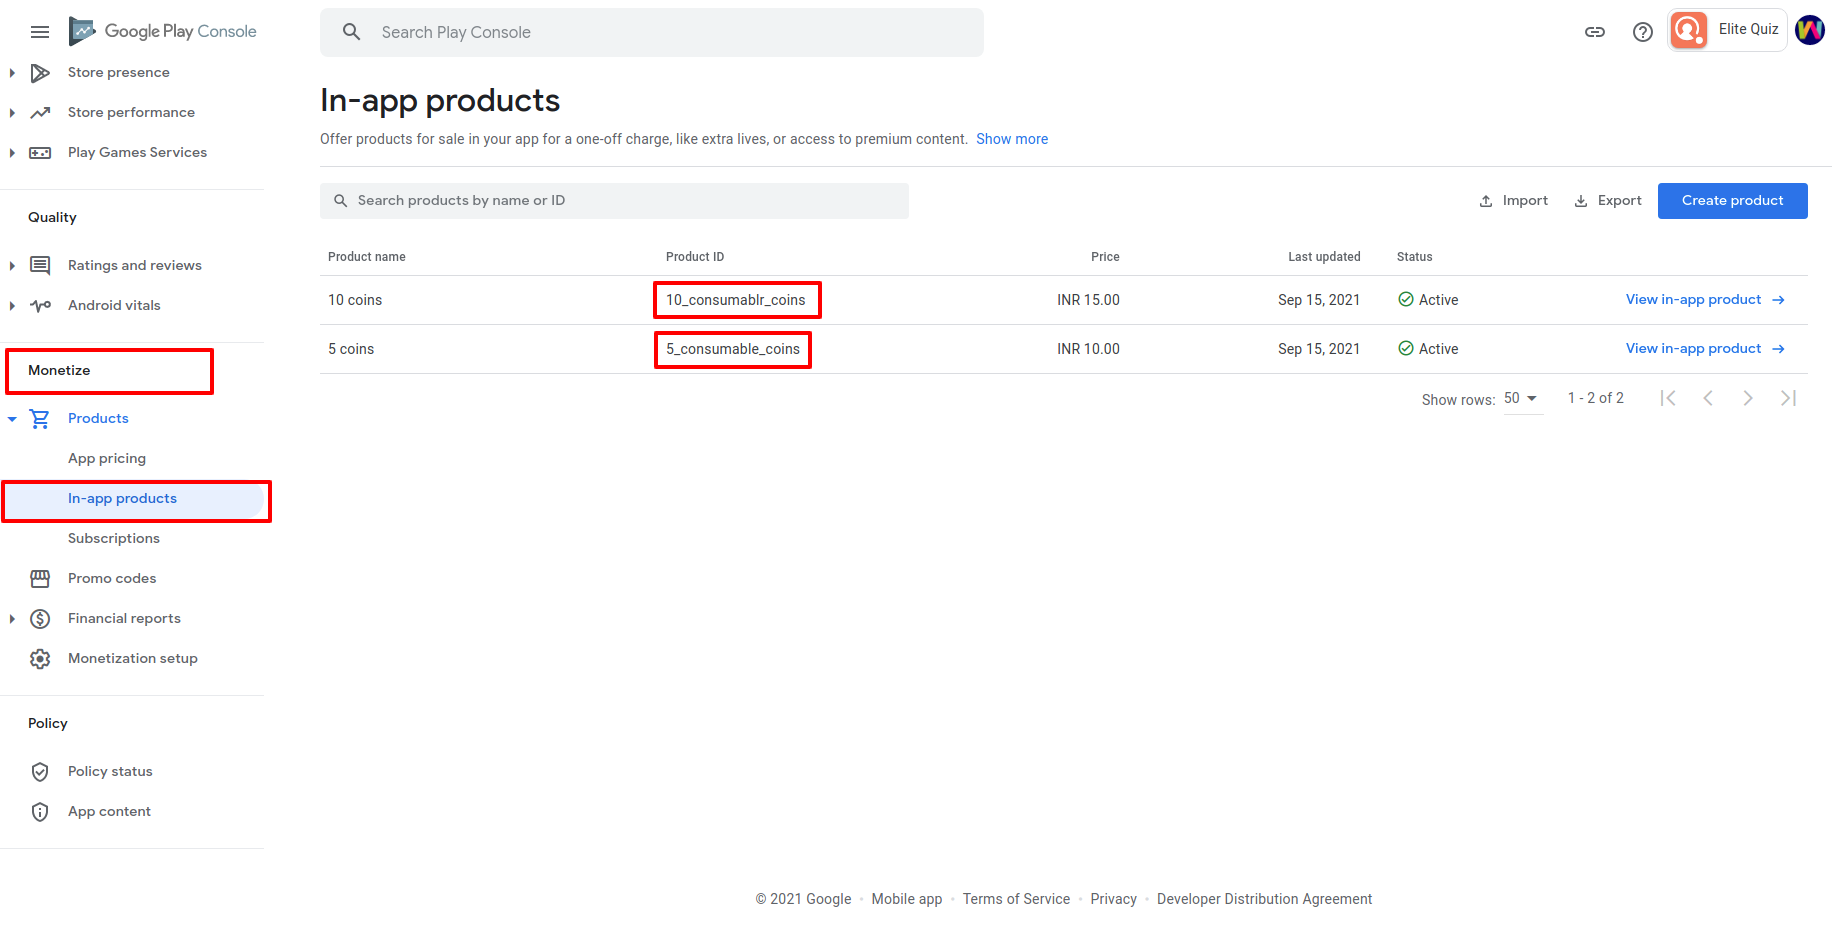 Google Play Console
Search Play Console
Elite Quiz
Store presence
Store performance
Play Games Services
Quality
Ratings and reviews
Android vitals
Monetize
Products
App pricing
In-app products
Subscriptions
Promo codes
Financial reports
Monetization setup
Policy
Policy status
App content
In-app products
Offer products for sale in your app for a one-off charge, like extra lives, or access to premium content. Show more
Search products by name or ID
Import Export Create product
Product name Product ID Price Last updated Status
10 coins 10_consumablr_coins INR 15.00 Sep 15, 2021 Active View in-app product
5 coins 5_consumable_coins INR 10.00 Sep 15, 2021 Active View in-app product
Show rows: 50 1 - 2 of 2
© 2021 Google • Mobile app • Terms of Service • Privacy • Developer Distribution Agreement